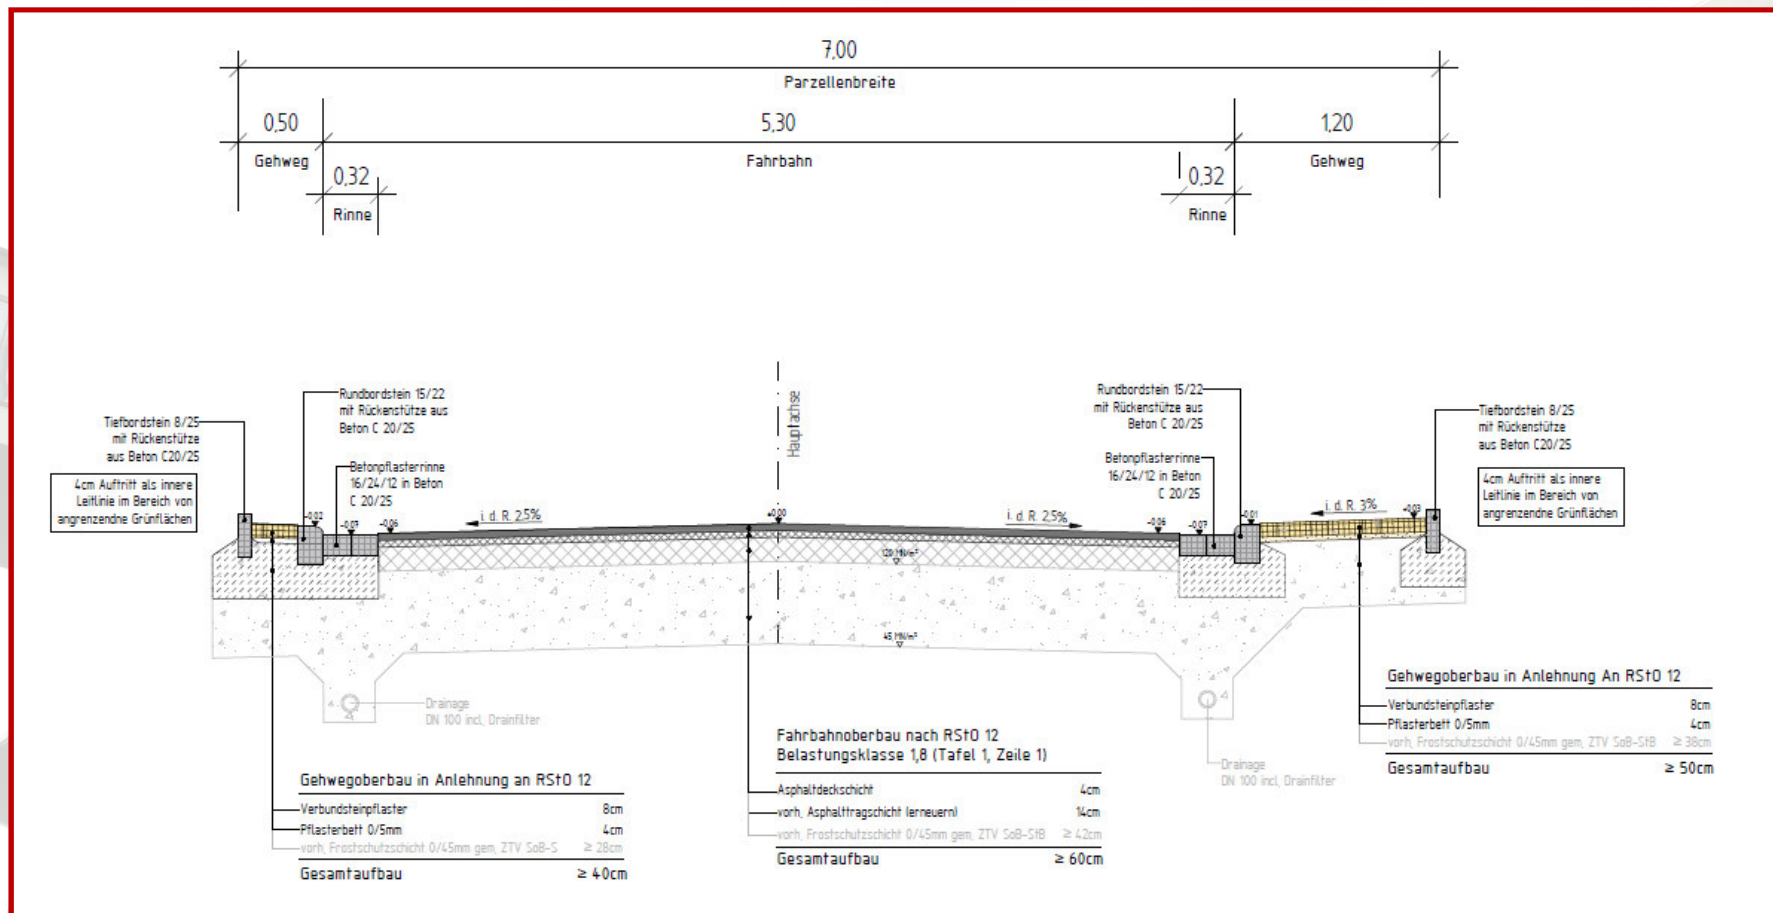 7,00
Parzellenbreite
0,50
5,30
1,20
Gehweg
Fahrbahn
Gehweg
0,32
0,32
Rinne
Rinne
Hauptachse
Tiefbordstein 8/25
mit Rückenstütze
aus Beton C20/25
4cm Auftritt als innere
Leitlinie im Bereich von
angrenzendne Grünflächen
Rundbordstein 15/22
mit Rückenstütze aus
Beton C 20/25
Betonpflasterrinne
16/24/12 in Beton
C 20/25
Rundbordstein 15/22
mit Rückenstütze aus
Beton C 20/25
Betonpflasterrinne
16/24/12 in Beton
C 20/25
Tiefbordstein 8/25
mit Rückenstütze
aus Beton C20/25
4cm Auftritt als innere
Leitlinie im Bereich von
angrenzendne Grünflächen
-0,02
-0,07
-0,06
i. d. R. 2,5%
±0,00
i. d. R. 2,5%
-0,06
-0,07
-0,01
i. d. R. 3%
+0,03
120 MN/m²
45 MN/m²
Drainage
DN 100 incl. Drainfilter
Drainage
DN 100 incl. Drainfilter
Gehwegoberbau in Anlehnung an RStO 12
Verbundsteinpflaster 8cm
Pflasterbett 0/5mm 4cm
vorh. Frostschutzschicht 0/45mm gem. ZTV SoB-S ≥ 28cm
Gesamtaufbau ≥ 40cm
Fahrbahnoberbau nach RStO 12
Belastungsklasse 1,8 (Tafel 1, Zeile 1)
Asphaltdeckschicht 4cm
vorh. Asphalttragschicht (erneuern) 14cm
vorh. Frostschutzschicht 0/45mm gem. ZTV SoB-StB ≥ 42cm
Gesamtaufbau ≥ 60cm
Gehwegoberbau in Anlehnung An RStO 12
Verbundsteinpflaster 8cm
Pflasterbett 0/5mm 4cm
vorh. Frostschutzschicht 0/45mm gem. ZTV SoB-StB ≥ 38cm
Gesamtaufbau ≥ 50cm